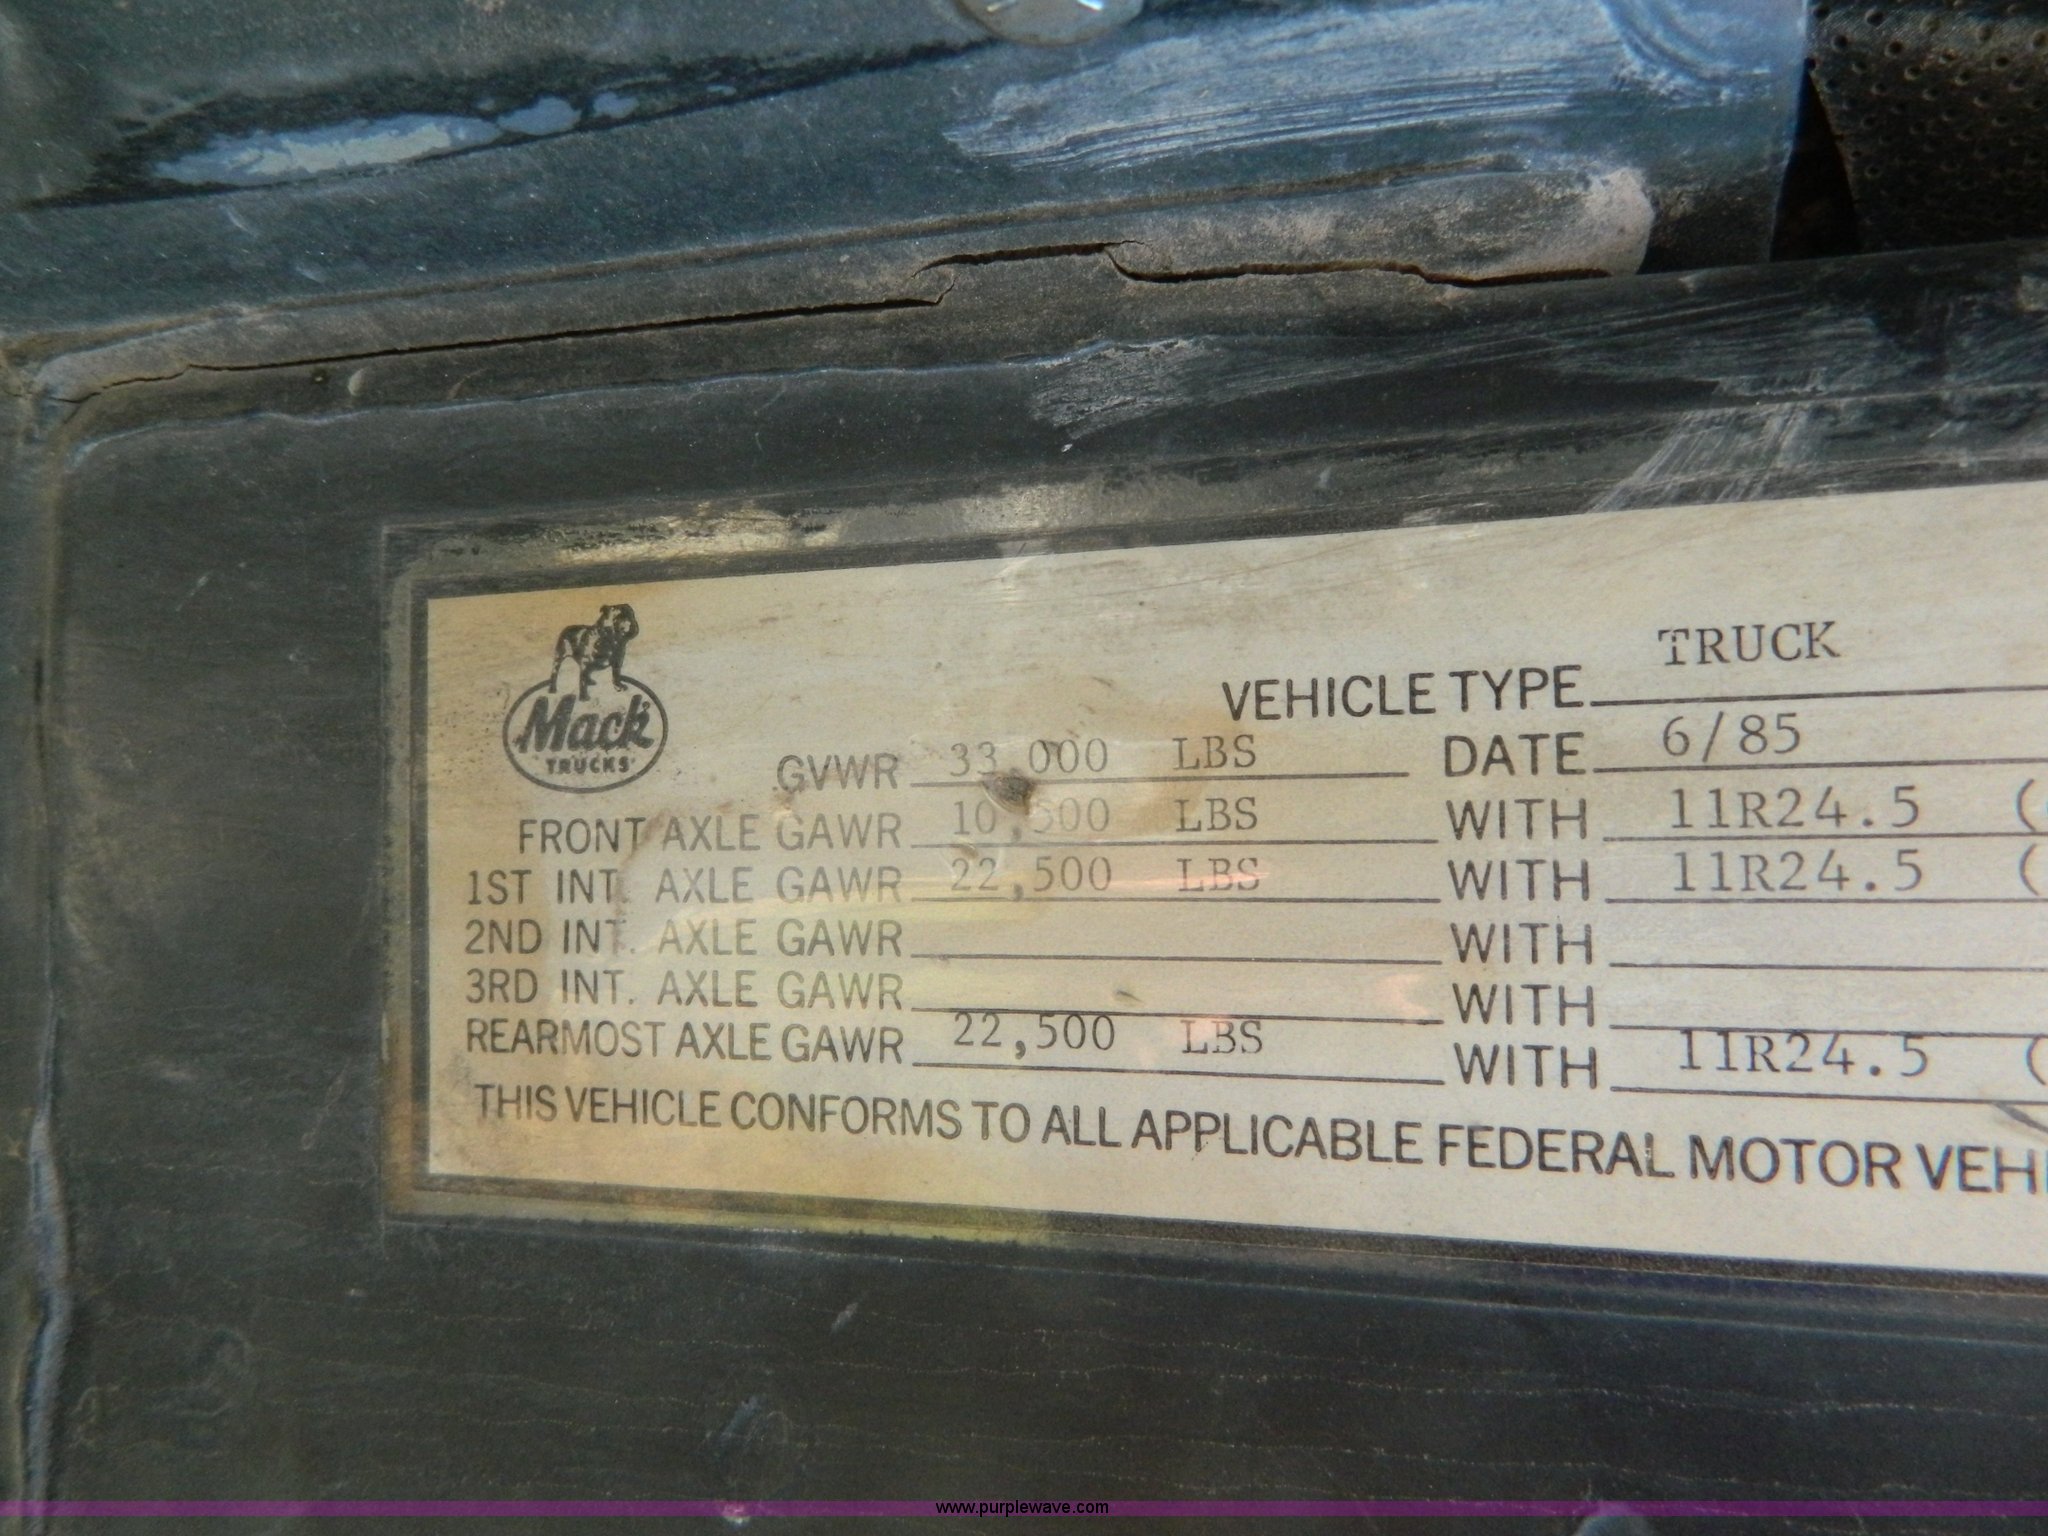 Mack
TRUCKS
VEHICLE TYPE TRUCK
GVWR 33,000 LBS DATE 6/85
FRONT AXLE GAWR 10,500 LBS WITH 11R24.5 (
1ST INT. AXLE GAWR 22,500 LBS WITH 11R24.5 (
2ND INT. AXLE GAWR WITH
3RD INT. AXLE GAWR WITH
REARMOST AXLE GAWR 22,500 LBS WITH 11R24.5 (
THIS VEHICLE CONFORMS TO ALL APPLICABLE FEDERAL MOTOR VEHI
www.purplewave.com